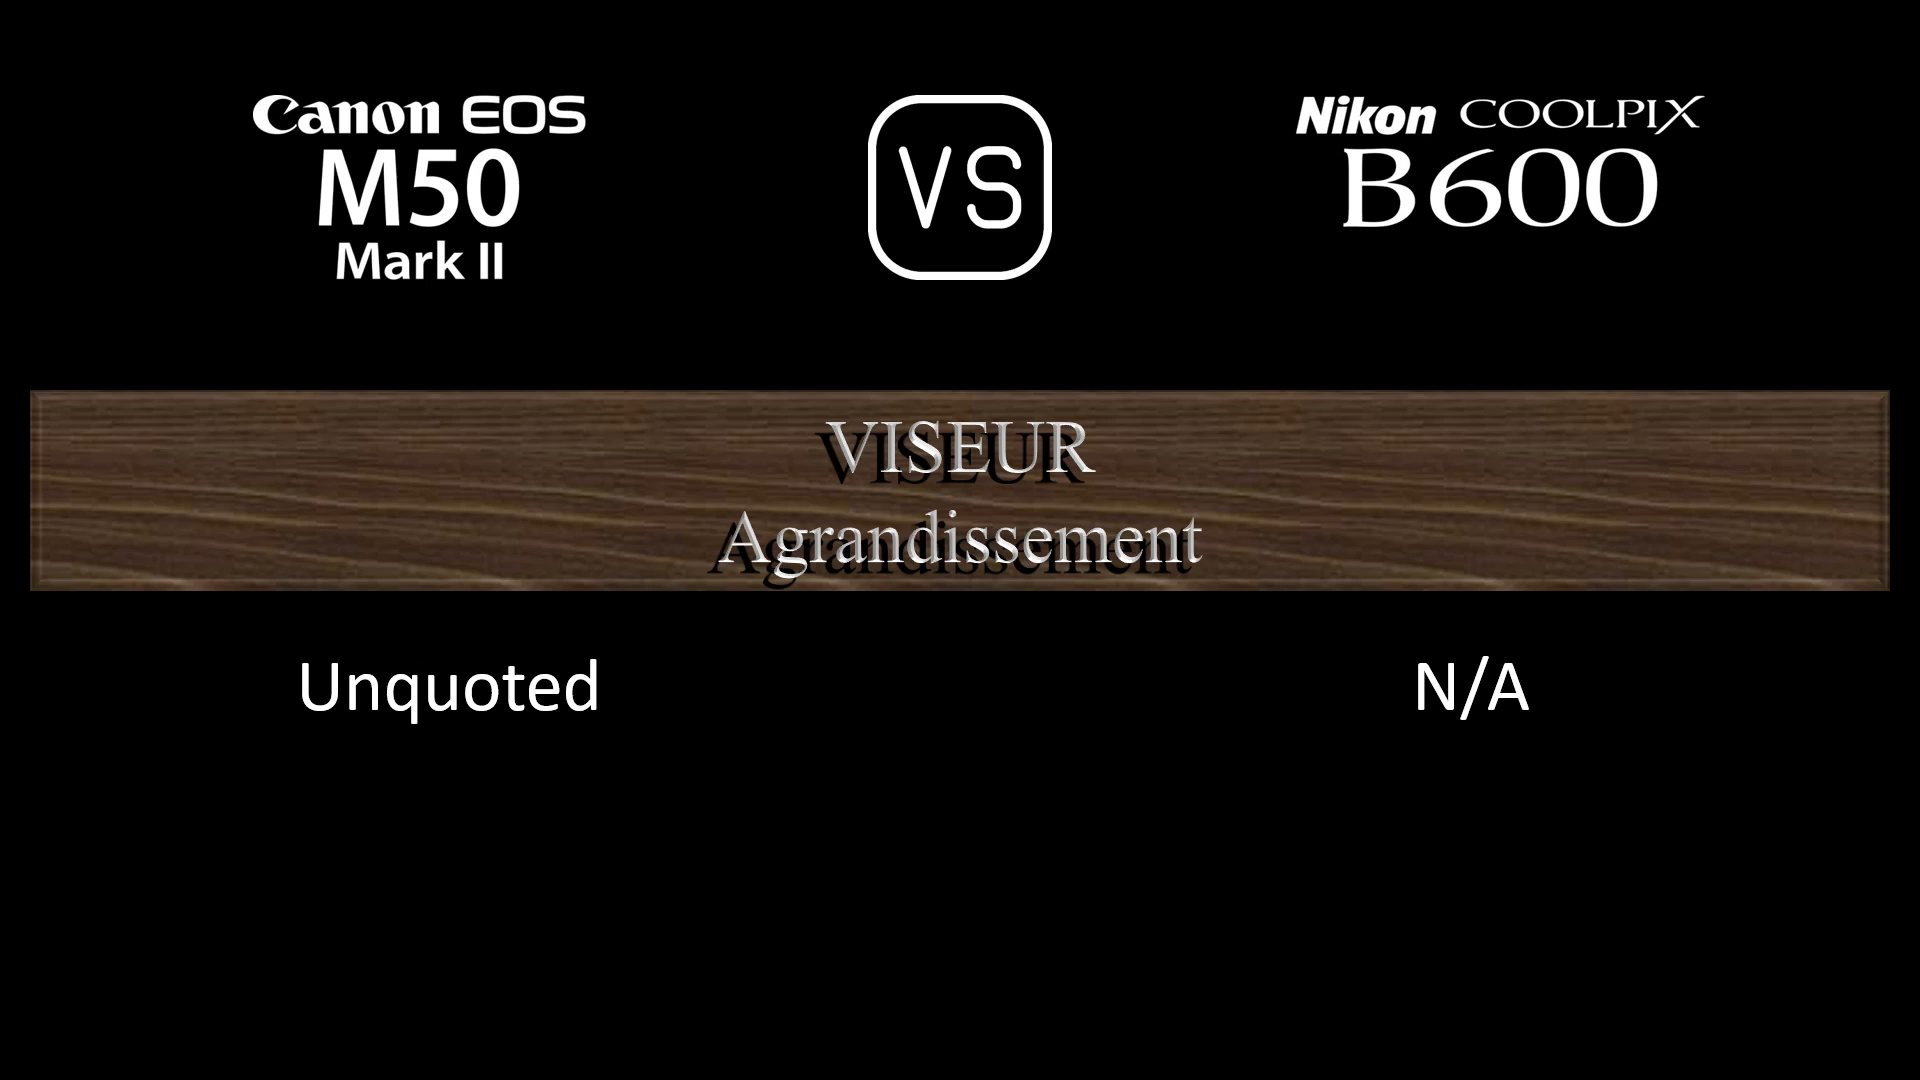 Canon EOS
M50
Mark II
VS
Nikon COOLPIX
B600
VISEUR
Agrandissement
Unquoted
N/A